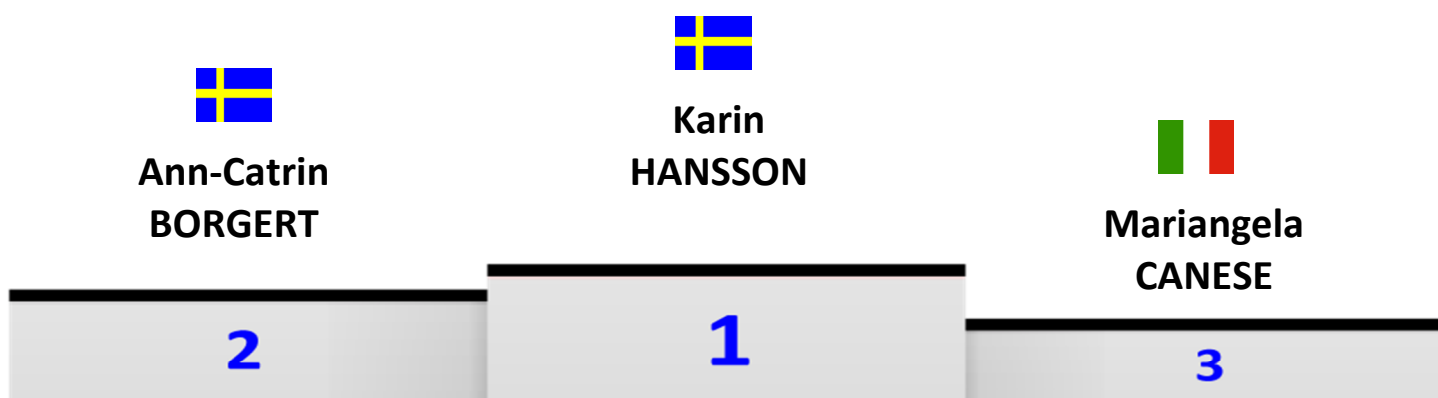 Karin
HANSSON
Ann-Catrin
BORGERT
Mariangela
CANESE
2
1
3